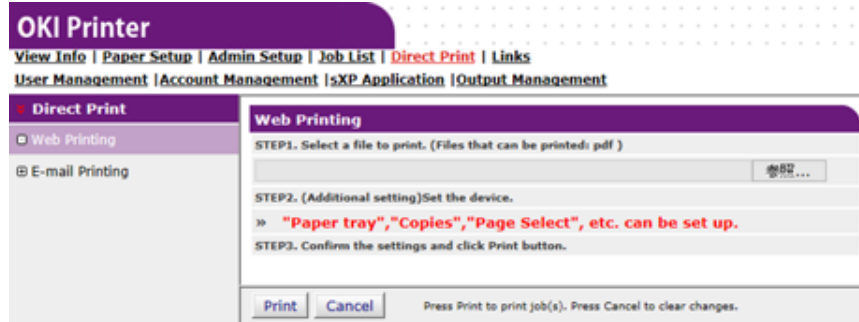 OKI Printer
View Info | Paper Setup | Admin Setup | Job List | Direct Print | Links
User Management |Account Management |sXP Application |Output Management
Direct Print
Web Printing
E-mail Printing
Web Printing
STEP1. Select a file to print. (Files that can be printed: pdf )
参照...
STEP2. (Additional setting)Set the device.
» "Paper tray","Copies","Page Select", etc. can be set up.
STEP3. Confirm the settings and click Print button.
Print Cancel Press Print to print job(s). Press Cancel to clear changes.